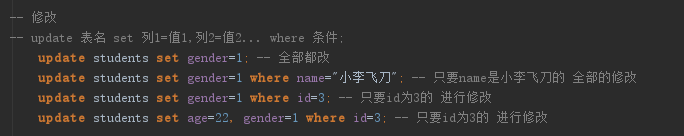 -- 修改
-- update 表名 set 列1=值1,列2=值2... where 条件;
update students set gender=1; -- 全部都改
update students set gender=1 where name="小李飞刀"; -- 只要name是小李飞刀的 全部的修改
update students set gender=1 where id=3; -- 只要id为3的 进行修改
update students set age=22, gender=1 where id=3; -- 只要id为3的 进行修改